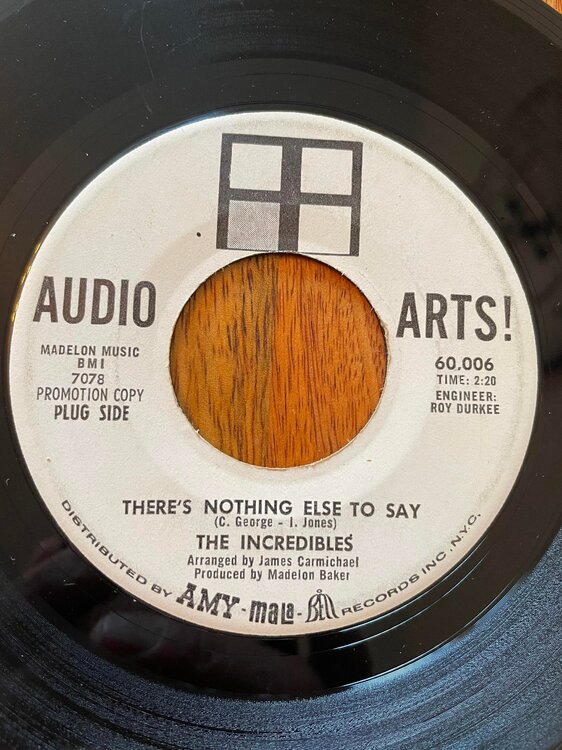 AUDIO ARTS!
MADELON MUSIC
BMI
7078
PROMOTION COPY
PLUG SIDE
60.006
TIME: 2:20
ENGINEER:
ROY DURKEE
THERE'S NOTHING ELSE TO SAY
(C. George - I. Jones)
THE INCREDIBLES
Arranged by James Carmichael
Produced by Madelon Baker
DISTRIBUTED BY AMY-mala-BELL RECORDS INC., N.Y.C.